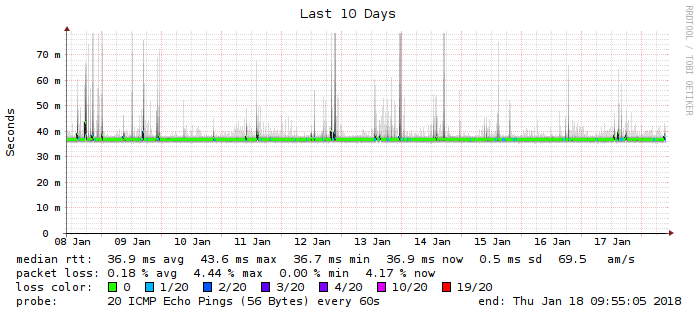 Last 10 Days
RRDTOOL / TOBI OETIKER
Seconds
70 m
60 m
50 m
40 m
30 m
20 m
10 m
0
08 Jan 09 Jan 10 Jan 11 Jan 12 Jan 13 Jan 14 Jan 15 Jan 16 Jan 17 Jan
median rtt: 36.9 ms avg 43.6 ms max 36.7 ms min 36.9 ms now 0.5 ms sd 69.5 am/s
packet loss: 0.18 % avg 4.44 % max 0.00 % min 4.17 % now
loss color: 0 1/20 2/20 3/20 4/20 10/20 19/20
probe: 20 ICMP Echo Pings (56 Bytes) every 60s end: Thu Jan 18 09:55:05 2018